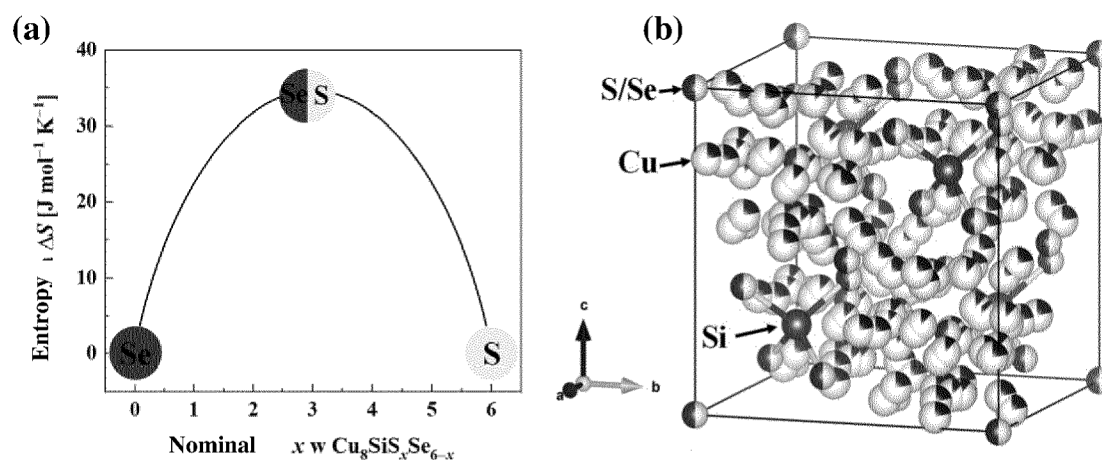 (a)
40
30
20
10
0
Entropy ı ΔS [J mol⁻¹ K⁻¹]
Se S
Se
S
0 1 2 3 4 5 6
Nominal x w Cu₈SiSₓSe₆₋ₓ
(b)
S/Se
Cu
Si
c
a
b